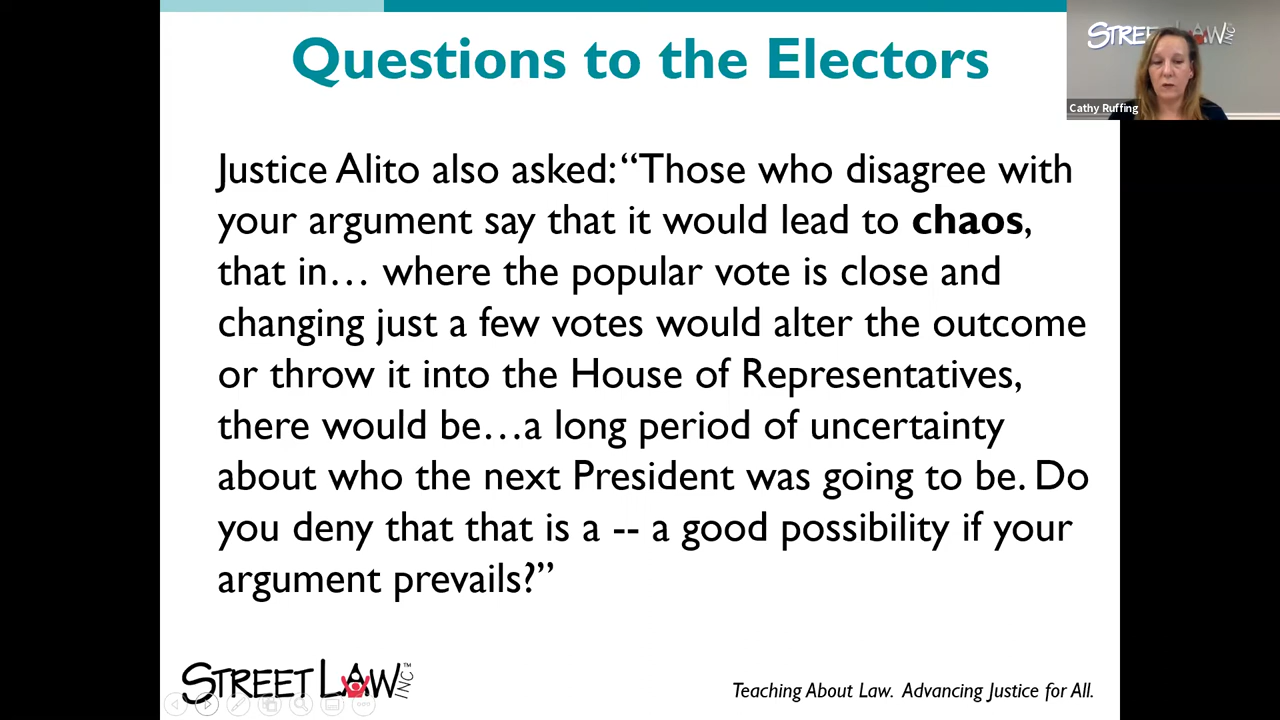 Questions to the Electors
STREET LAW INC
Cathy Ruffing
Justice Alito also asked: “Those who disagree with
your argument say that it would lead to chaos,
that in… where the popular vote is close and
changing just a few votes would alter the outcome
or throw it into the House of Representatives,
there would be…a long period of uncertainty
about who the next President was going to be. Do
you deny that that is a -- a good possibility if your
argument prevails?”
STREET LAW INC™
Teaching About Law. Advancing Justice for All.